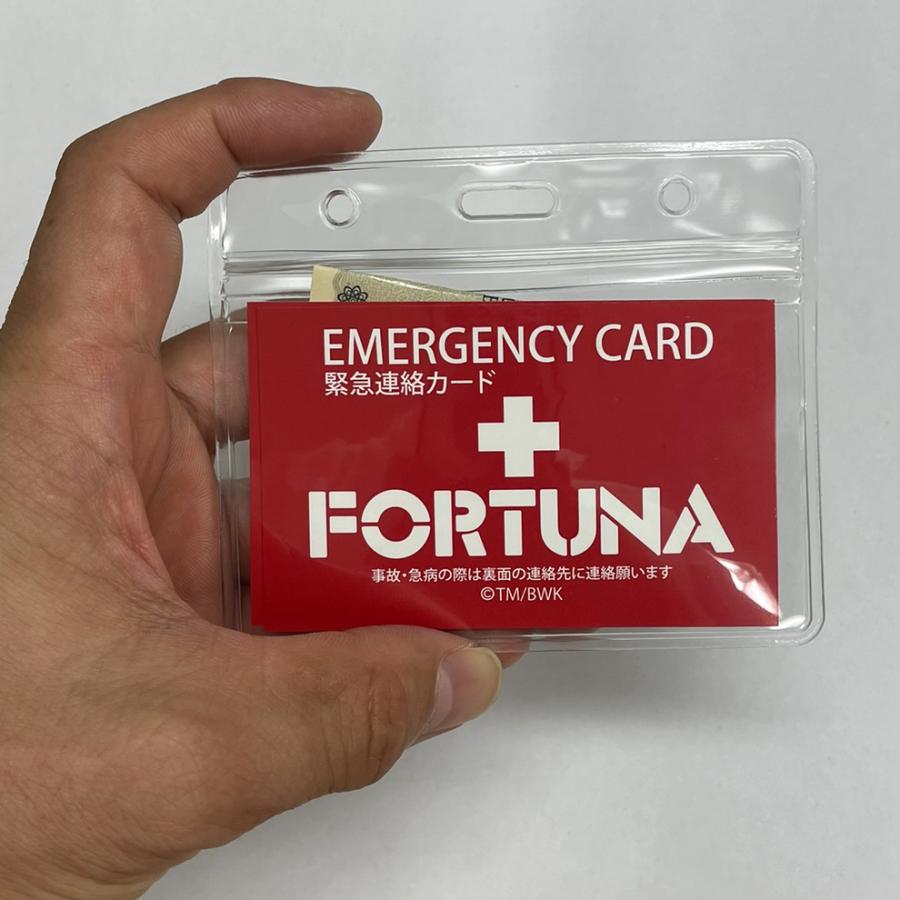 EMERGENCY CARD
緊急連絡カード
FORTUNA
事故・急病の際は裏面の連絡先に連絡願います
©TM/BWK